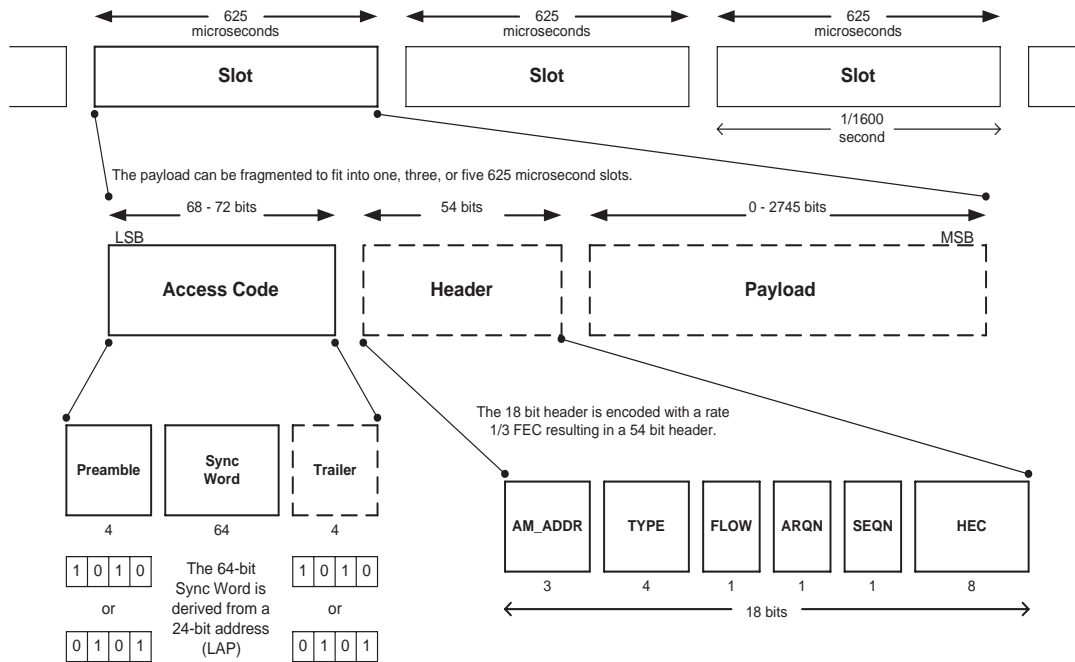 625
microseconds
625
microseconds
625
microseconds
Slot
Slot
Slot
1/1600
second
The payload can be fragmented to fit into one, three, or five 625 microsecond slots.
68 - 72 bits
54 bits
0 - 2745 bits
LSB
MSB
Access Code
Header
Payload
The 18 bit header is encoded with a rate
1/3 FEC resulting in a 54 bit header.
Preamble
Sync
Word
Trailer
4
64
4
AM_ADDR
TYPE
FLOW
ARQN
SEQN
HEC
3
4
1
1
1
8
18 bits
1 0 1 0
or
0 1 0 1
The 64-bit
Sync Word is
derived from a
24-bit address
(LAP)
1 0 1 0
or
0 1 0 1